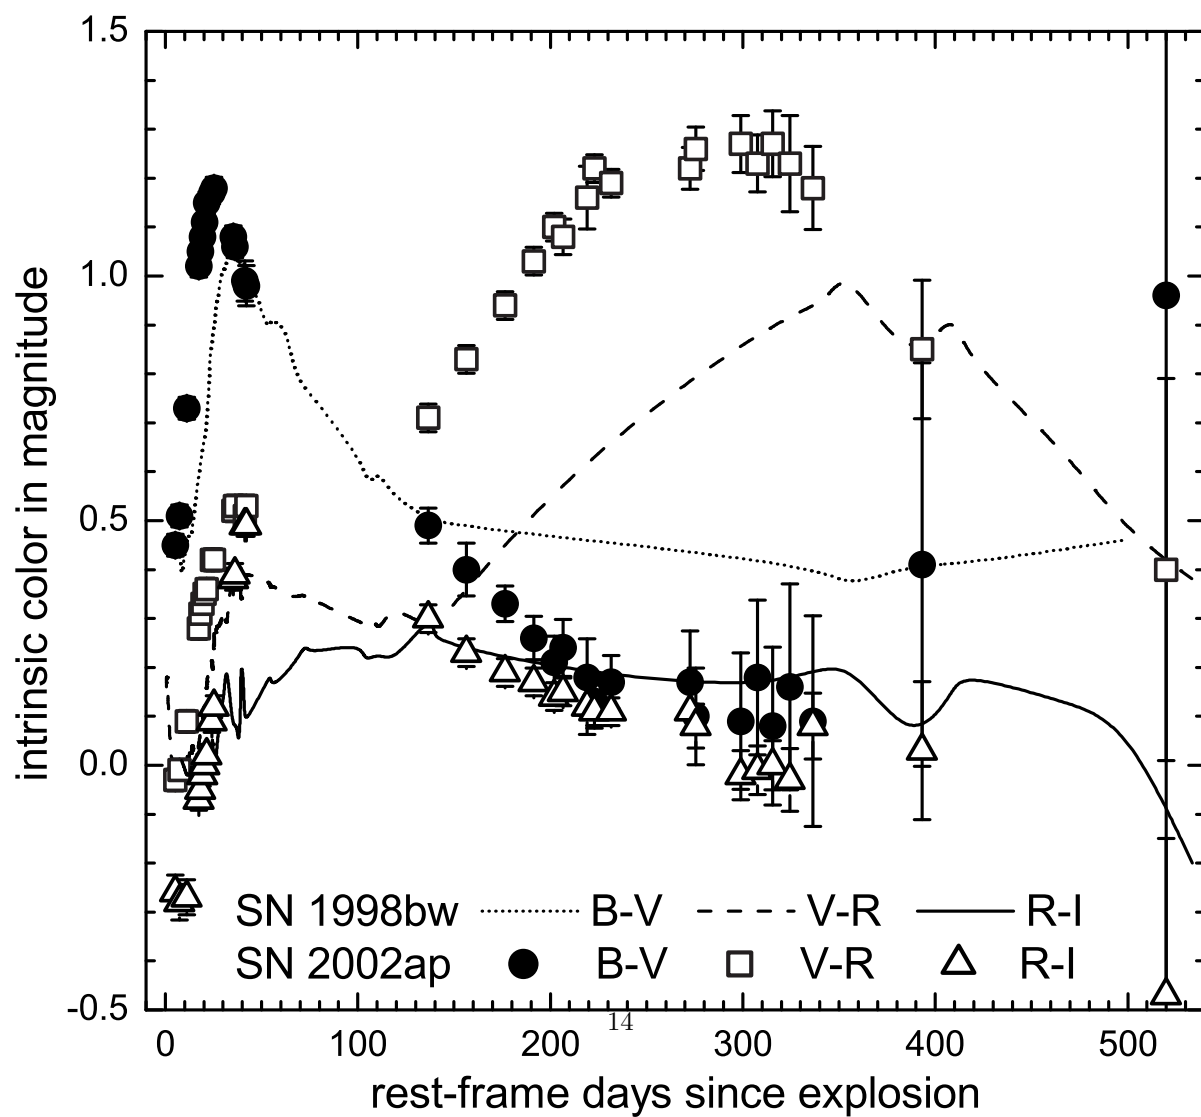 1.5
1.0
0.5
0.0
-0.5
intrinsic color in magnitude
SN 1998bw B-V V-R R-I
SN 2002ap B-V V-R R-I
14
0 100 200 300 400 500
rest-frame days since explosion